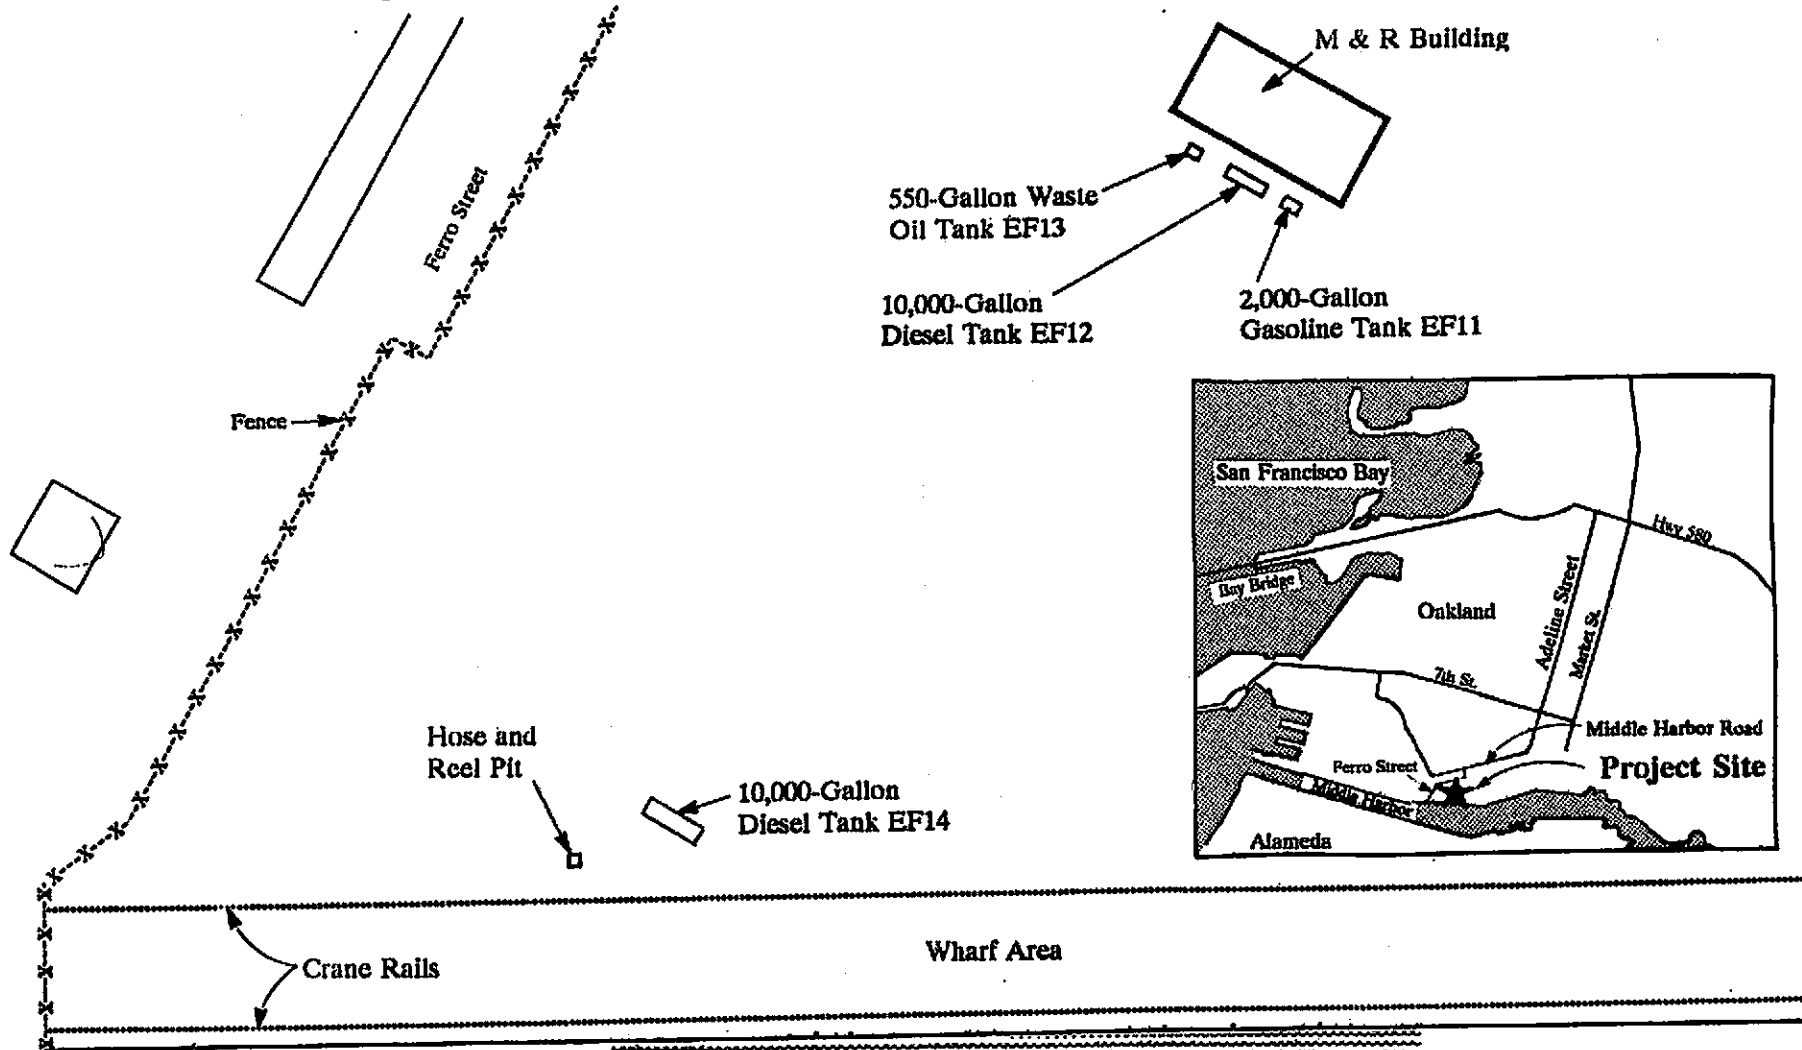 M & R Building
Ferro Street
550-Gallon Waste
Oil Tank EF13
10,000-Gallon
Diesel Tank EF12
2,000-Gallon
Gasoline Tank EF11
Fence
San Francisco Bay
Hwy 580
Bay Bridge
Oakland
Adeline Street
Market St.
7th St.
Middle Harbor Road
Ferro Street
Project Site
Middle Harbor
Alameda
Hose and
Reel Pit
10,000-Gallon
Diesel Tank EF14
Wharf Area
Crane Rails